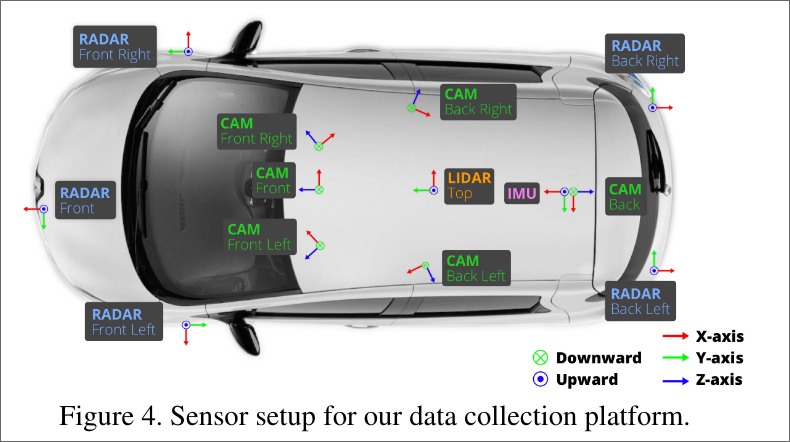 RADAR
Front Right
RADAR
Back Right
CAM
Back Right
CAM
Front Right
CAM
Front
LIDAR
Top
IMU
CAM
Back
RADAR
Front
CAM
Front Left
CAM
Back Left
RADAR
Front Left
RADAR
Back Left
Downward
Upward
X-axis
Y-axis
Z-axis
Figure 4. Sensor setup for our data collection platform.